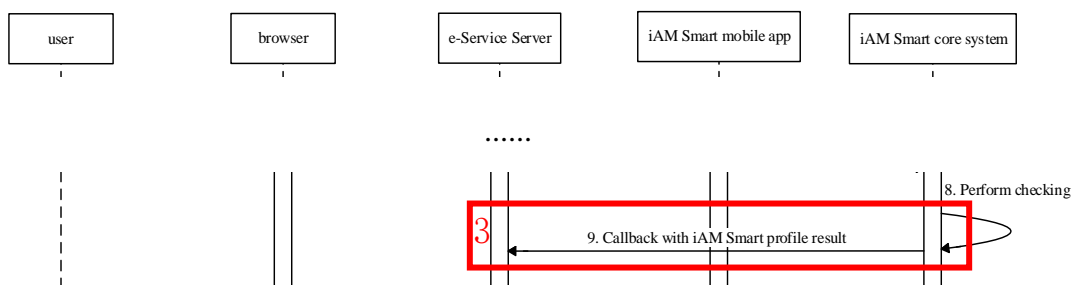 user
browser
e-Service Server
iAM Smart mobile app
iAM Smart core system
......
8. Perform checking
3
9. Callback with iAM Smart profile result